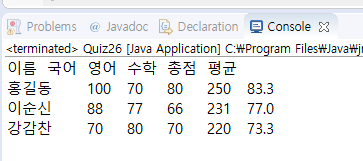 Problems @ Javadoc Declaration Console
<terminated> Quiz26 [Java Application] C:₩Program Files₩Java₩j
이름 국어 영어 수학 종점 평균
홍길동 100 70 80 250 83.3
이순신 88 77 66 231 77.0
강감찬 70 80 70 220 73.3